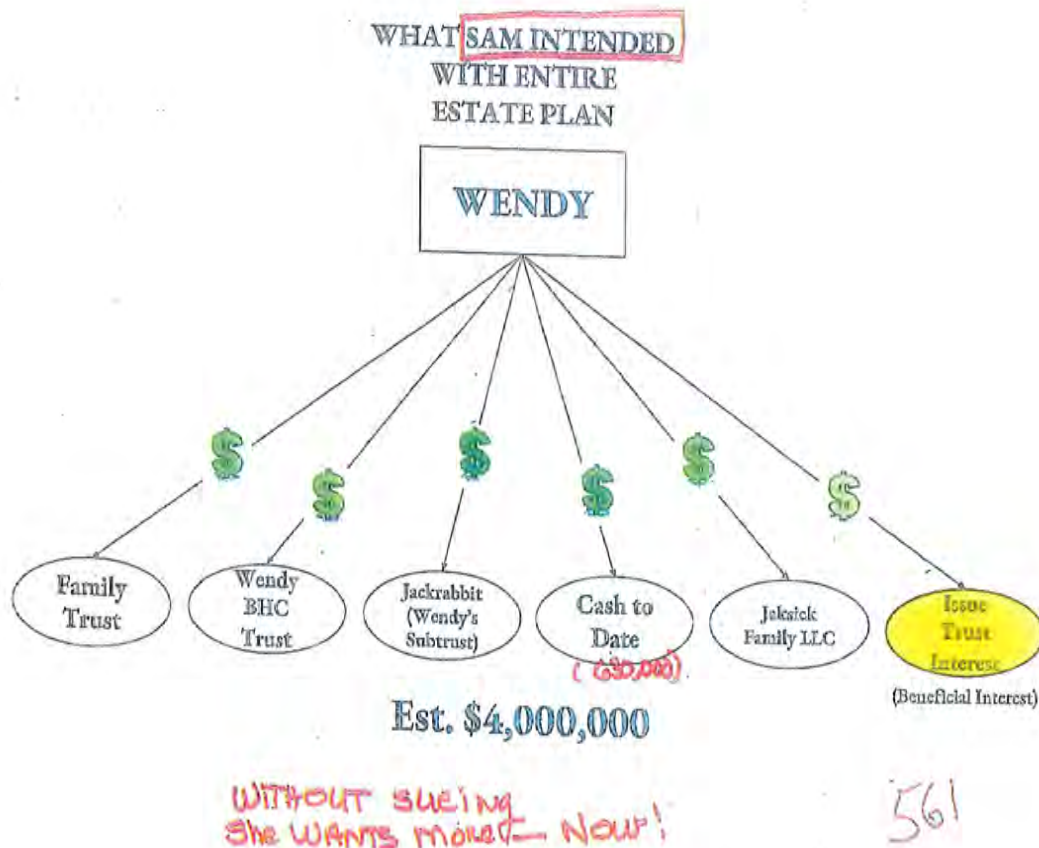 WHAT SAM INTENDED
WITH ENTIRE
ESTATE PLAN
WENDY
$ $ $ $ $ $
Family
Trust
Wendy
BHC
Trust
Jackrabbit
(Wendy's
Subtrust)
Cash to
Date
(630,000)
Jaksick
Family LLC
Issue
Trust
Interest
(Beneficial Interest)
Est. $4,000,000
WITHOUT SUEING
She WANTS MORE — NOW!
561